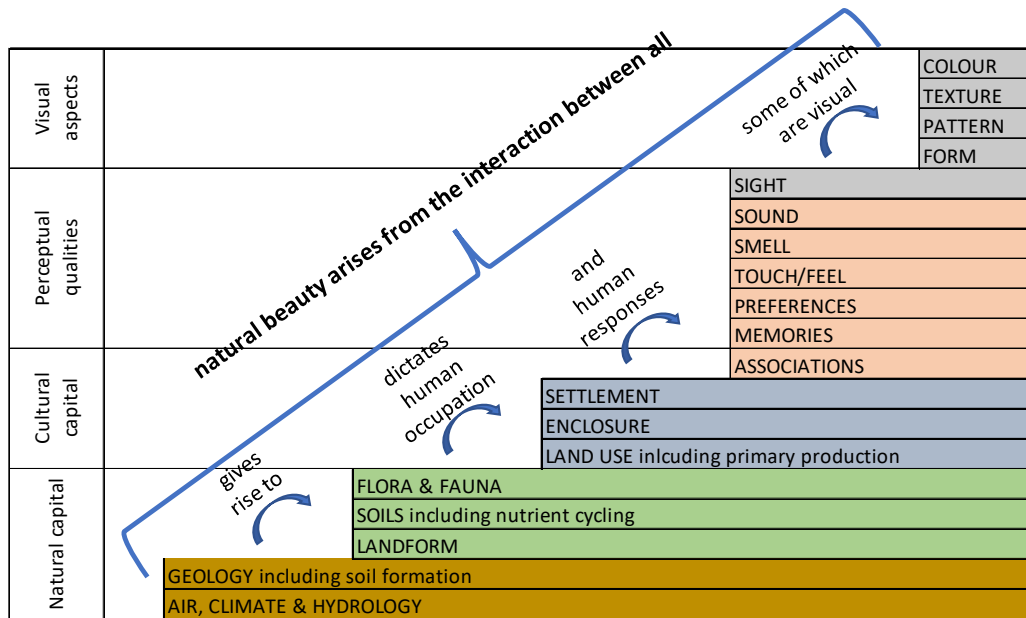 natural beauty arises from the interaction between all
Visual
aspects
some of which
are visual
COLOUR
TEXTURE
PATTERN
FORM
Perceptual
qualities
and
human
responses
SIGHT
SOUND
SMELL
TOUCH/FEEL
PREFERENCES
MEMORIES
ASSOCIATIONS
Cultural
capital
dictates
human
occupation
SETTLEMENT
ENCLOSURE
LAND USE inlcuding primary production
Natural capital
gives
rise to
FLORA & FAUNA
SOILS including nutrient cycling
LANDFORM
GEOLOGY including soil formation
AIR, CLIMATE & HYDROLOGY